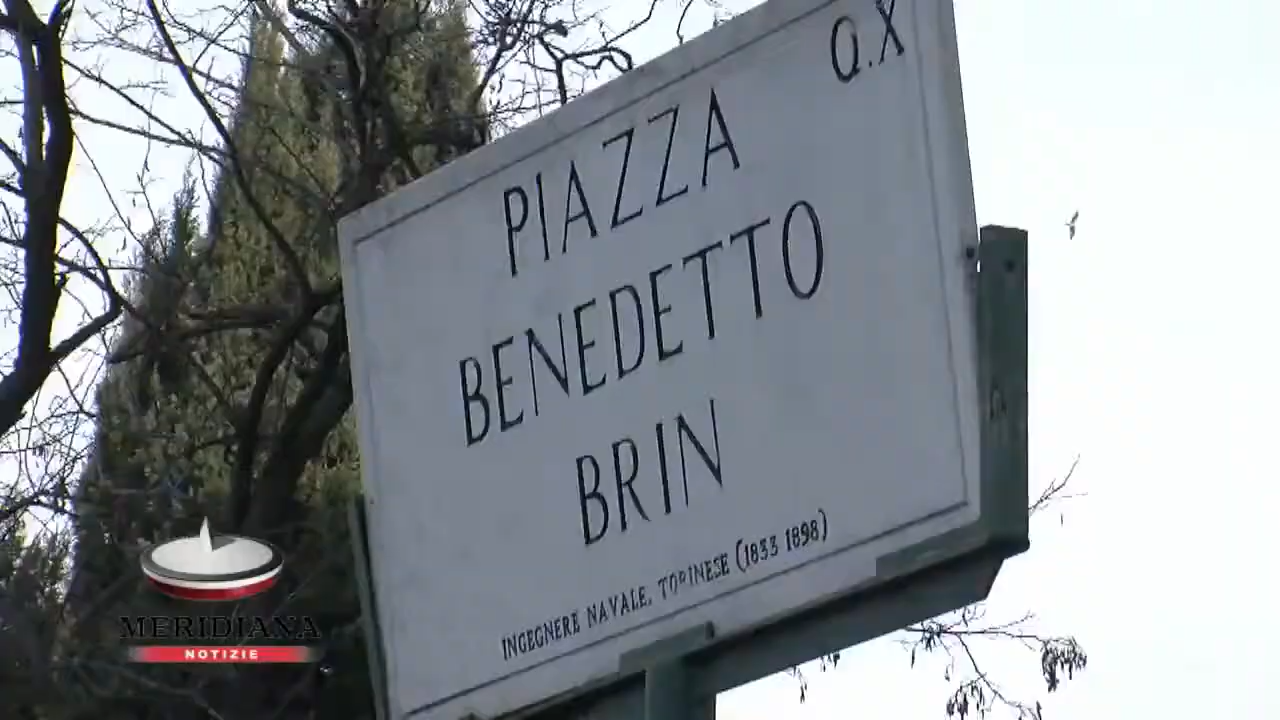 Q.X
PIAZZA
BENEDETTO
BRIN
INGEGNERE NAVALE, TORINESE (1833 1898)
MERIDIANA
NOTIZIE